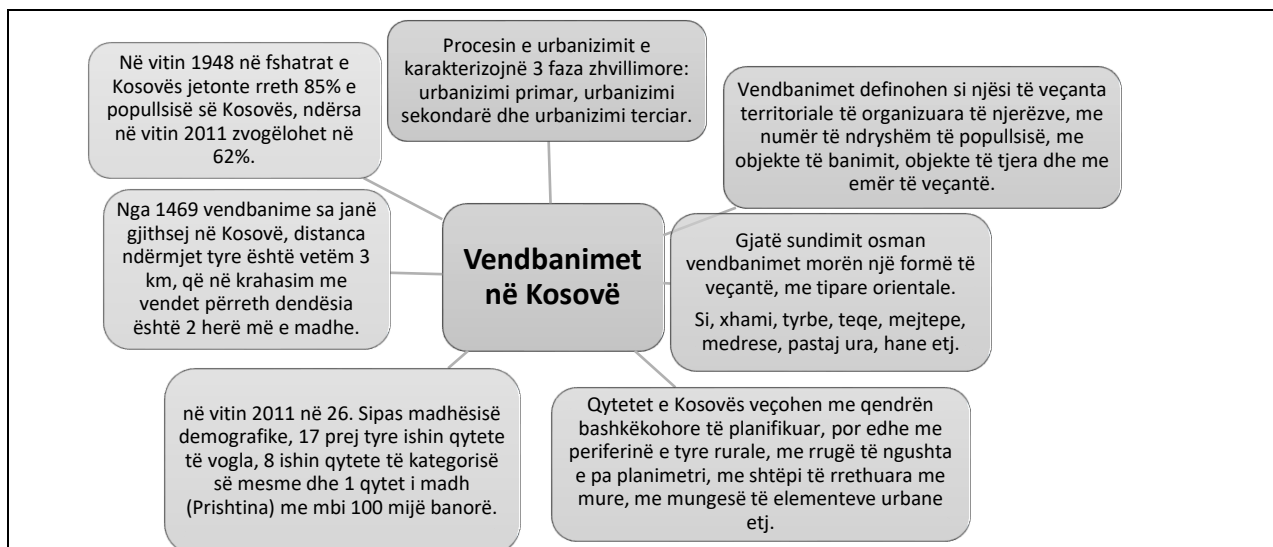 Në vitin 1948 në fshatrat e
Kosovës jetonte rreth 85% e
popullsisë së Kosovës, ndërsa
në vitin 2011 zvogëlohet në
62%.
Procesin e urbanizimit e
karakterizojnë 3 faza zhvillimore:
urbanizimi primar, urbanizimi
sekondarë dhe urbanizimi terciar.
Vendbanimet definohen si njësi të veçanta
territoriale të organizuara të njerëzve, me
numër të ndryshëm të popullsisë, me
objekte të banimit, objekte të tjera dhe me
emër të veçantë.
Nga 1469 vendbanime sa janë
gjithsej në Kosovë, distanca
ndërmjet tyre është vetëm 3
km, që në krahasim me
vendet përreth dendësia
është 2 herë më e madhe.
Vendbanimet
në Kosovë
Gjatë sundimit osman
vendbanimet morën një formë të
veçantë, me tipare orientale.
Si, xhami, tyrbe, teqe, mejtepe,
medrese, pastaj ura, hane etj.
në vitin 2011 në 26. Sipas madhësisë
demografike, 17 prej tyre ishin qytete
të vogla, 8 ishin qytete të kategorisë
së mesme dhe 1 qytet i madh
(Prishtina) me mbi 100 mijë banorë.
Qytetet e Kosovës veçohen me qendrën
bashkëkohore të planifikuar, por edhe me
periferinë e tyre rurale, me rrugë të ngushta
e pa planimetri, me shtëpi të rrethuara me
mure, me mungesë të elementeve urbane
etj.